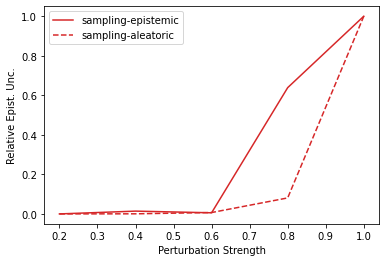 sampling-epistemic
sampling-aleatoric
Relative Epist. Unc.
1.0
0.8
0.6
0.4
0.2
0.0
0.2 0.3 0.4 0.5 0.6 0.7 0.8 0.9 1.0
Perturbation Strength